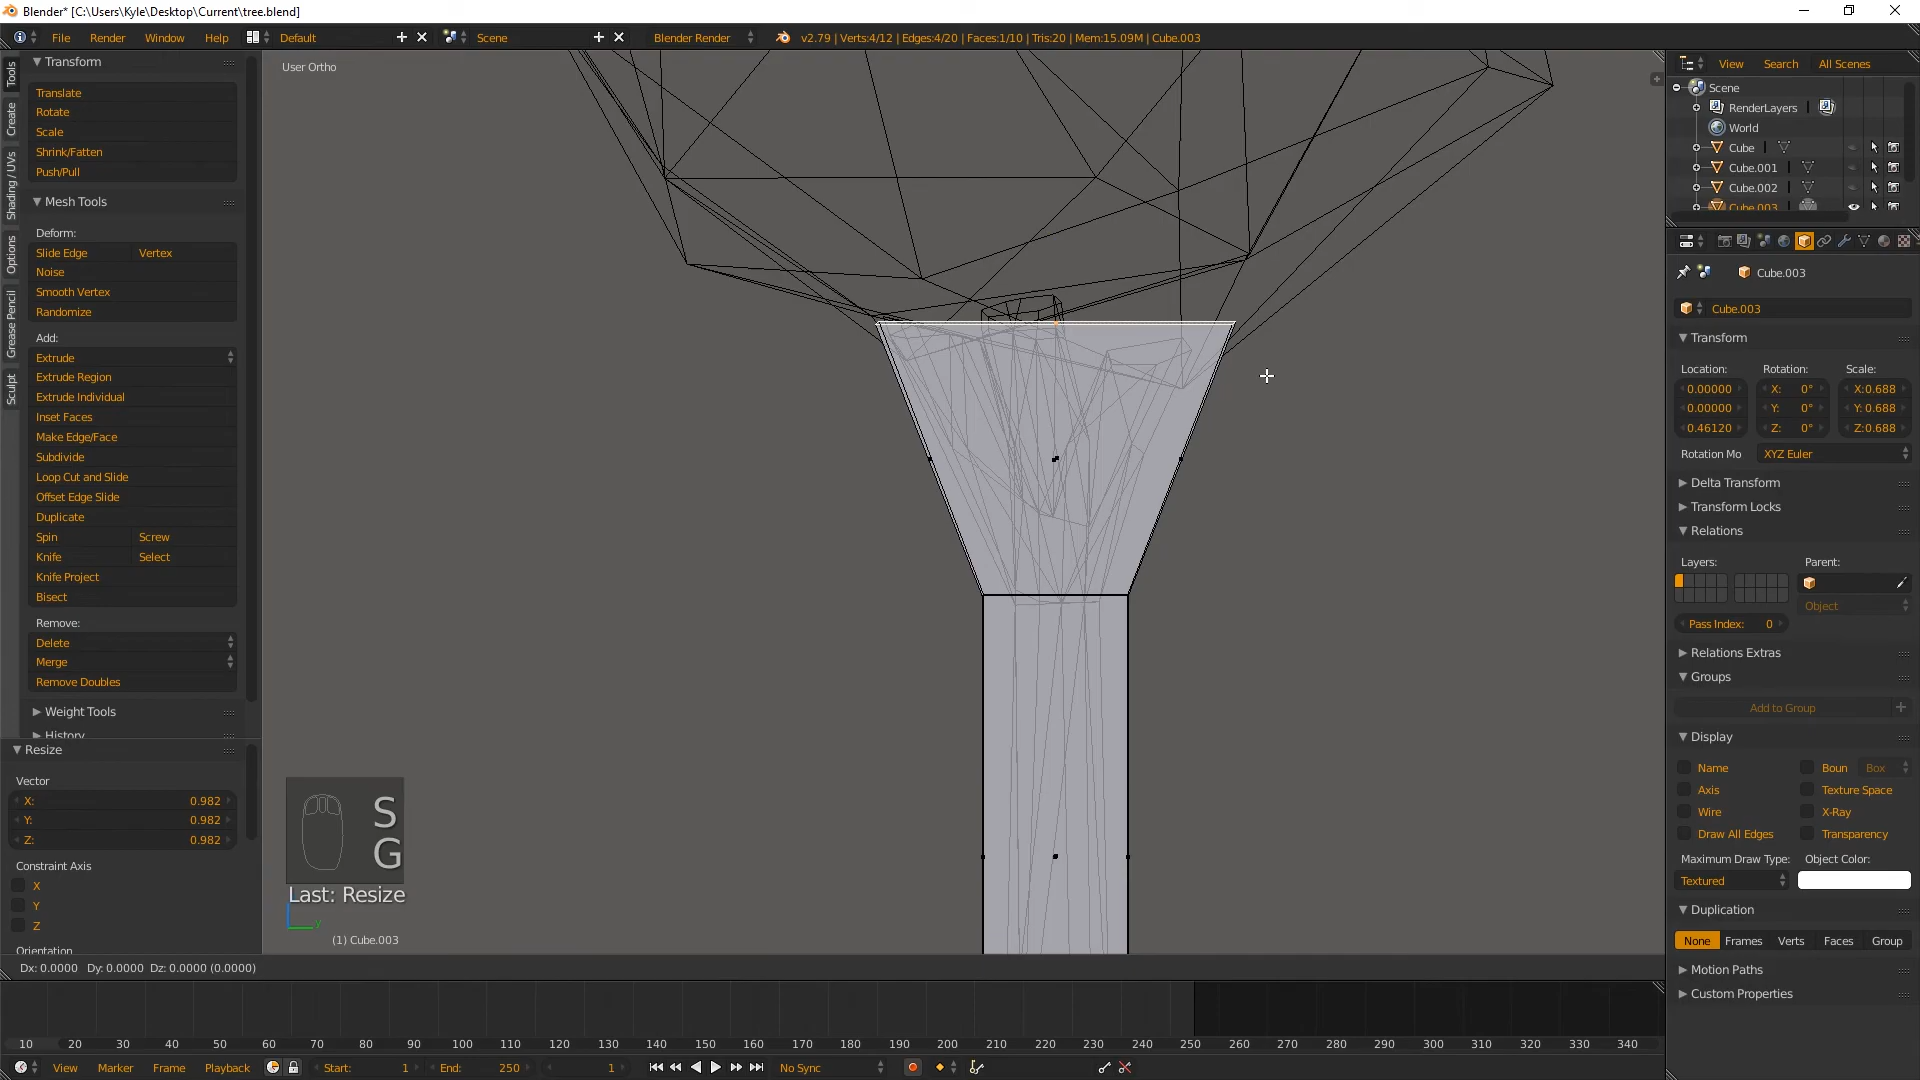 Blender* [C:\Users\Kyle\Desktop\Current\tree.blend]
File Render Window Help Default Scene Blender Render v2.79 | Verts:4/12 | Edges:4/20 | Faces:1/10 | Tris:20 | Mem:15.09M | Cube.003
Tools
Create
Shading / UVs
Options
Grease Pencil
Sculpt
Transform
Translate
Rotate
Scale
Shrink/Fatten
Push/Pull
Mesh Tools
Deform:
Slide Edge Vertex
Noise
Smooth Vertex
Randomize
Add:
Extrude
Extrude Region
Extrude Individual
Inset Faces
Make Edge/Face
Subdivide
Loop Cut and Slide
Offset Edge Slide
Duplicate
Spin Screw
Knife Select
Knife Project
Bisect
Remove:
Delete
Merge
Remove Doubles
Weight Tools
History
Resize
Vector
X: 0.982
Y: 0.982
Z: 0.982
Constraint Axis
X
Y
Z
Orientation
User Ortho
S
G
Last: Resize
(1) Cube.003
Dx: 0.0000 Dy: 0.0000 Dz: 0.0000 (0.0000)
View Search All Scenes
Scene
RenderLayers
World
Cube
Cube.001
Cube.002
Cube.003
Cube.003
Cube.003
Transform
Location: Rotation: Scale:
0.00000 X: 0° X:0.688
0.00000 Y: 0° Y: 0.688
0.46120 Z: 0° Z:0.688
Rotation Mo XYZ Euler
Delta Transform
Transform Locks
Relations
Layers: Parent:
Object
Pass Index: 0
Relations Extras
Groups
Add to Group
Display
Name Boun Box
Axis Texture Space
Wire X-Ray
Draw All Edges Transparency
Maximum Draw Type: Object Color:
Textured
Duplication
None Frames Verts Faces Group
Motion Paths
Custom Properties
10 20 30 40 50 60 70 80 90 100 110 120 130 140 150 160 170 180 190 200 210 220 230 240 250 260 270 280 290 300 310 320 330 340
View Marker Frame Playback Start: 1 End: 250 1 No Sync